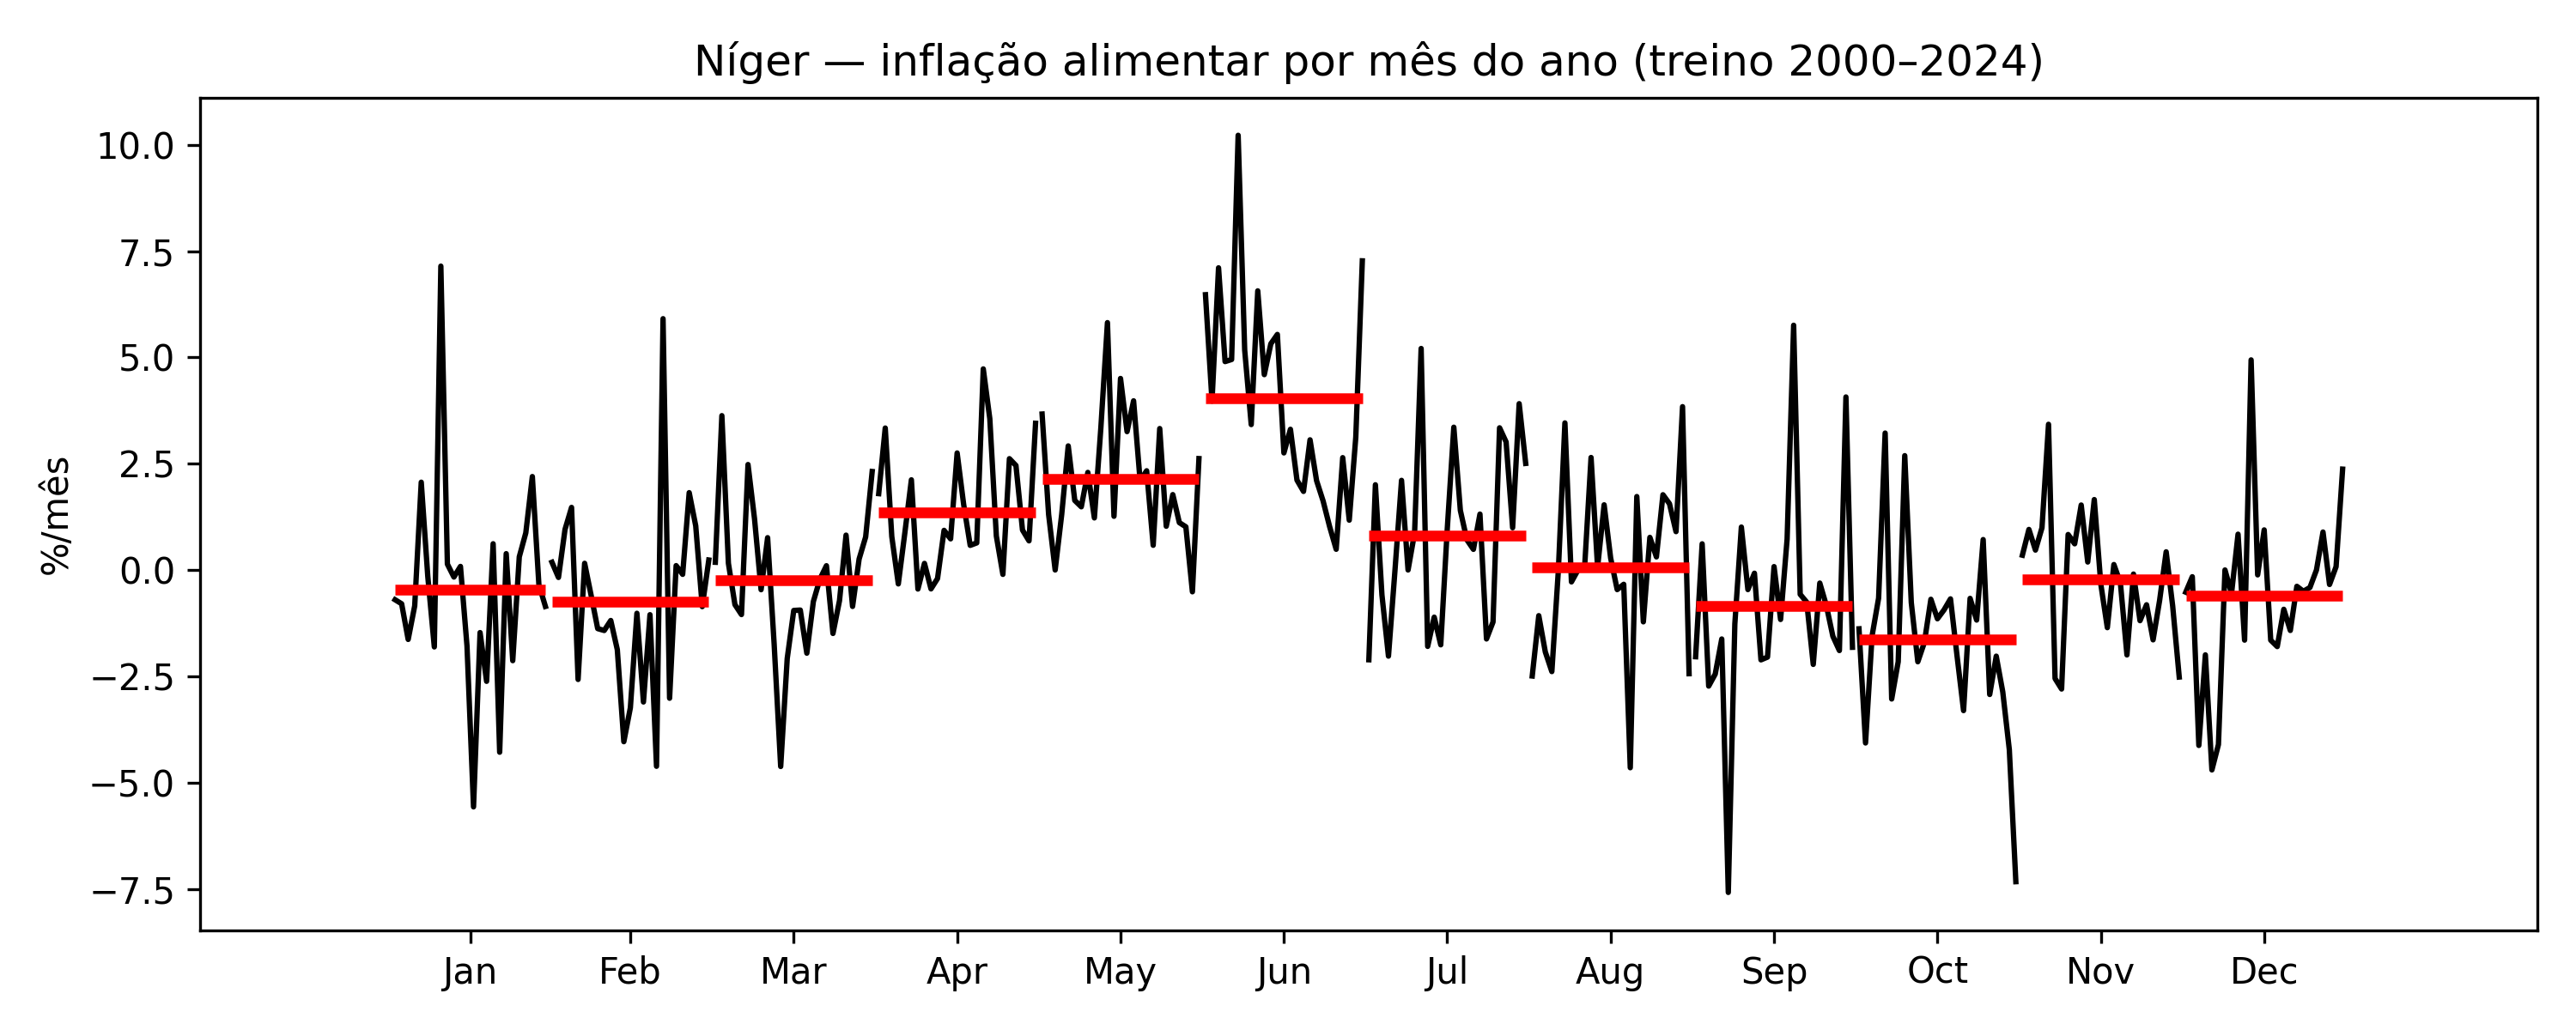 Níger — inflação alimentar por mês do ano (treino 2000–2024)
%/mês
10.0
7.5
5.0
2.5
0.0
−2.5
−5.0
−7.5
Jan Feb Mar Apr May Jun Jul Aug Sep Oct Nov Dec